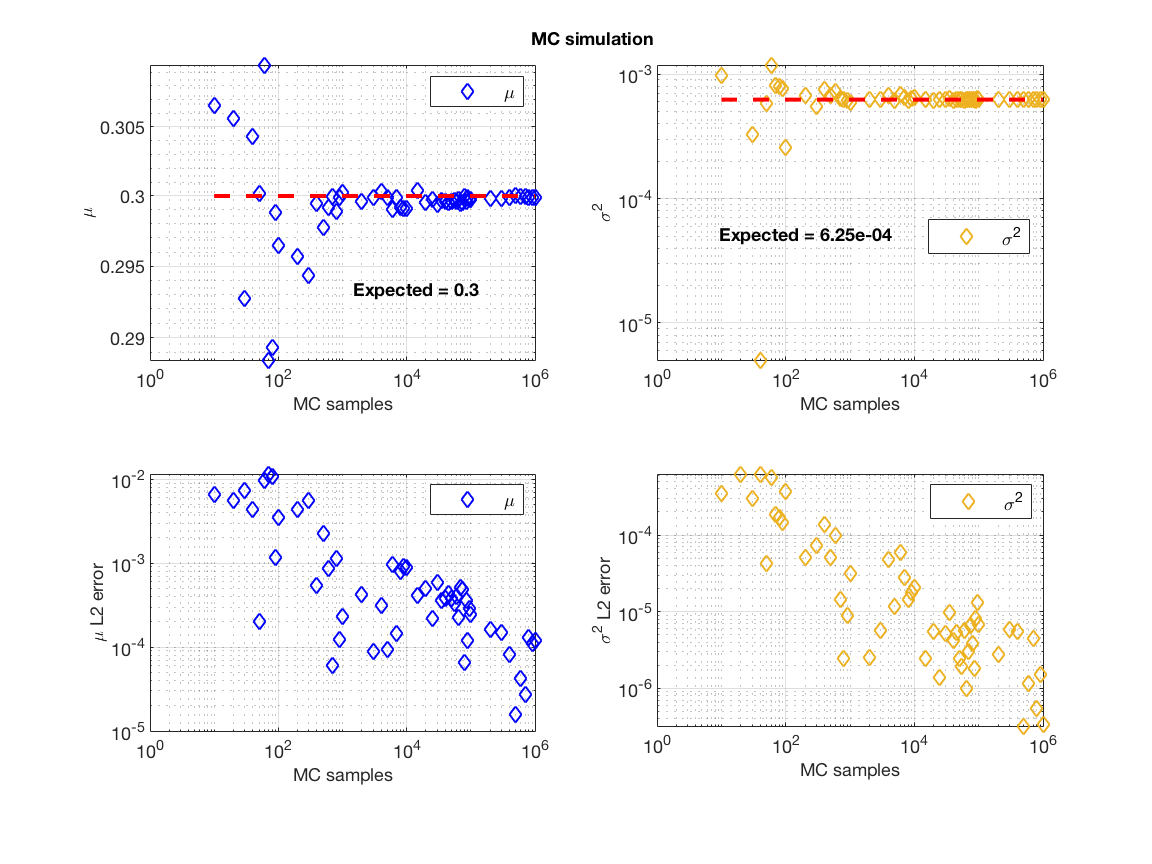 MC simulation
0.305
0.3
0.295
0.29
μ
μ
Expected = 0.3
10^0 10^2 10^4 10^6
MC samples
10^-3
10^-4
10^-5
σ^2
Expected = 6.25e-04
σ^2
10^0 10^2 10^4 10^6
MC samples
10^-2
10^-3
10^-4
10^-5
μ L2 error
μ
10^0 10^2 10^4 10^6
MC samples
10^-4
10^-5
10^-6
σ^2 L2 error
σ^2
10^0 10^2 10^4 10^6
MC samples